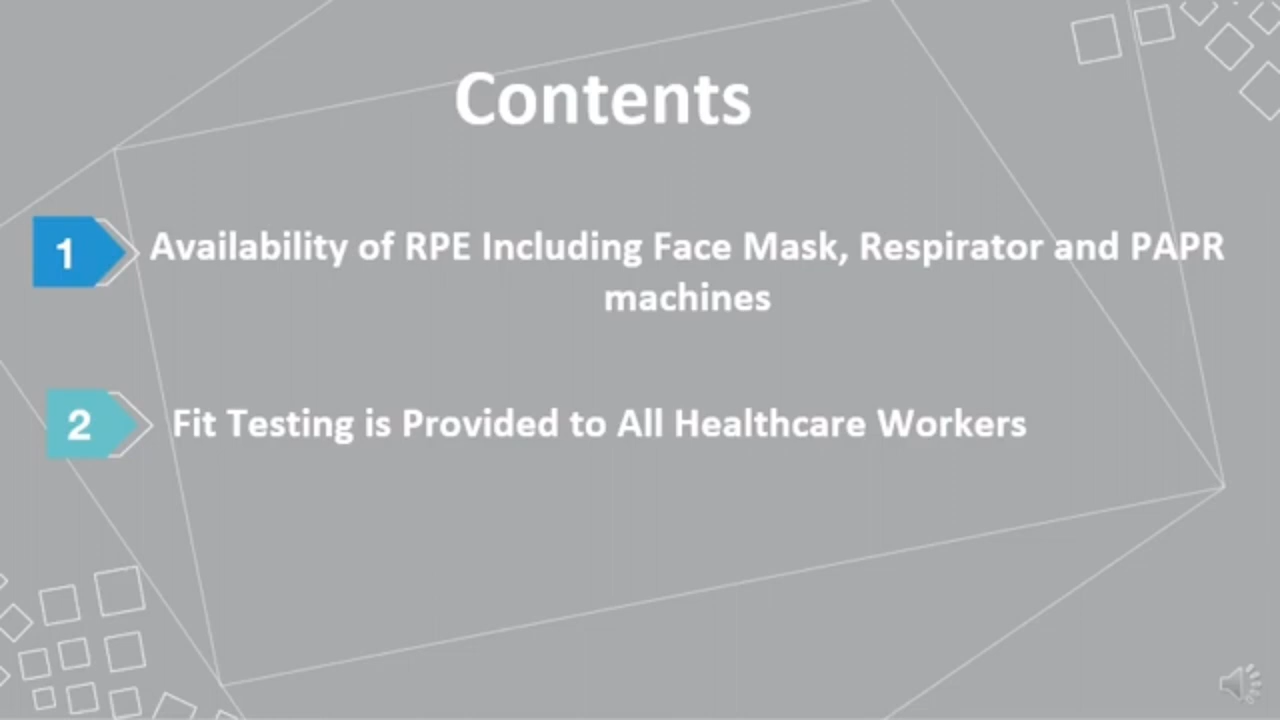 Contents
1
Availability of RPE Including Face Mask, Respirator and PAPR
machines
2
Fit Testing is Provided to All Healthcare Workers